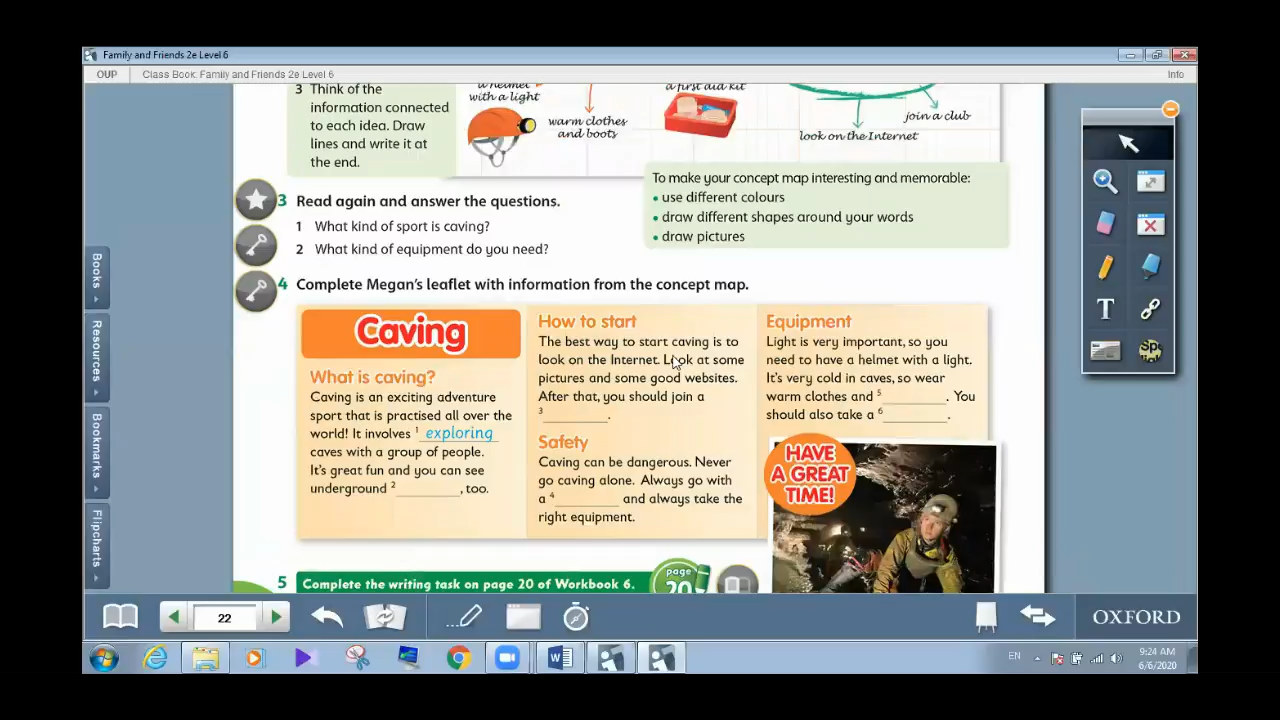 Family and Friends 2e Level 6
OUP
Class Book: Family and Friends 2e Level 6
Info
3 Think of the
information connected
to each idea. Draw
lines and write it at
the end.
a helmet
with a light
warm clothes
and boots
a first aid kit
join a club
look on the Internet
To make your concept map interesting and memorable:
• use different colours
• draw different shapes around your words
• draw pictures
3 Read again and answer the questions.
1 What kind of sport is caving?
2 What kind of equipment do you need?
4 Complete Megan's leaflet with information from the concept map.
Caving
What is caving?
Caving is an exciting adventure
sport that is practised all over the
world! It involves 1 exploring
caves with a group of people.
It's great fun and you can see
underground 2 ________, too.
How to start
The best way to start caving is to
look on the Internet. Look at some
pictures and some good websites.
After that, you should join a
3 ________.
Safety
Caving can be dangerous. Never
go caving alone. Always go with
a 4 ________ and always take the
right equipment.
Equipment
Light is very important, so you
need to have a helmet with a light.
It's very cold in caves, so wear
warm clothes and 5 ________. You
should also take a 6 ________.
HAVE
A GREAT
TIME!
5 Complete the writing task on page 20 of Workbook 6.
page
20
Books
Resources
Bookmarks
Flipcharts
T
Spe
22
OXFORD
EN
9:24 AM
6/6/2020